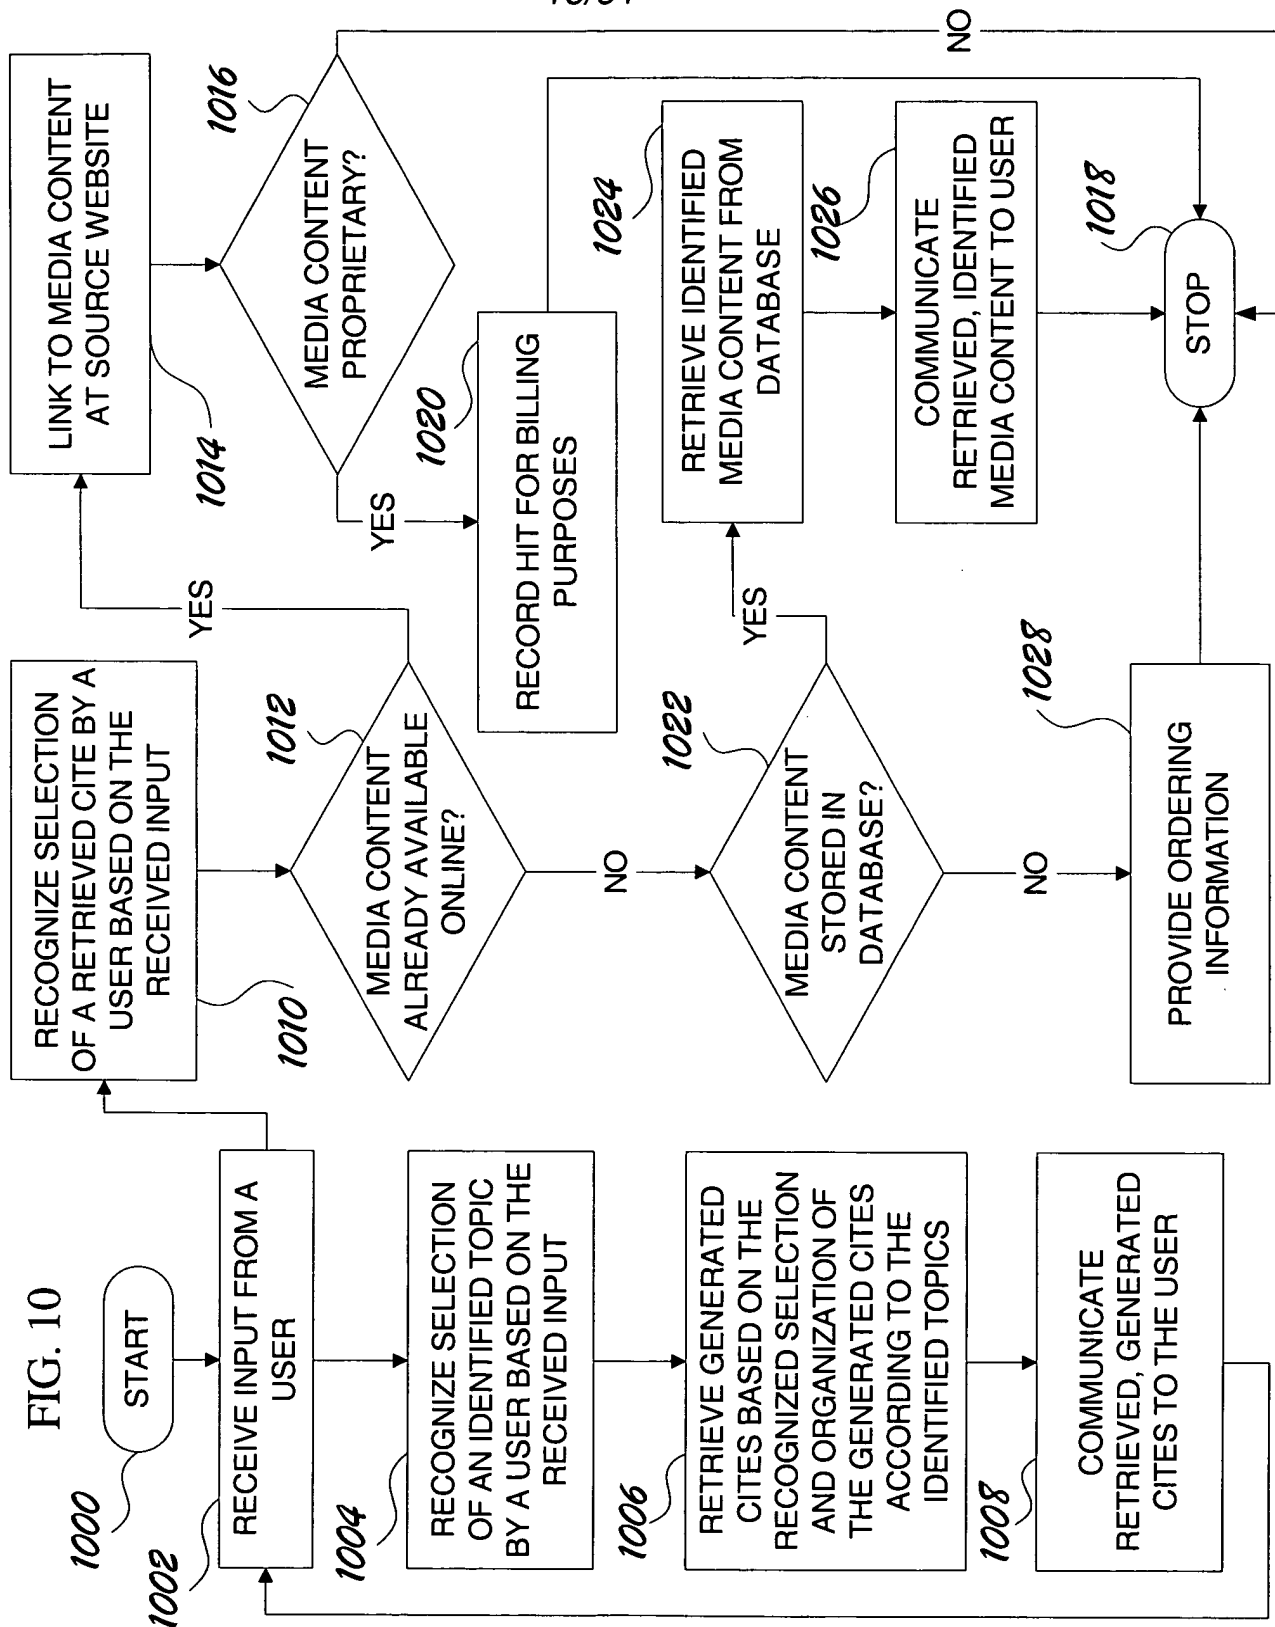 FIG. 10
1000
START
1002
RECEIVE INPUT FROM A
USER
1004
RECOGNIZE SELECTION
OF AN IDENTIFIED TOPIC
BY A USER BASED ON THE
RECEIVED INPUT
1006
RETRIEVE GENERATED
CITES BASED ON THE
RECOGNIZED SELECTION
AND ORGANIZATION OF
THE GENERATED CITES
ACCORDING TO THE
IDENTIFIED TOPICS
1008
COMMUNICATE
RETRIEVED, GENERATED
CITES TO THE USER
RECOGNIZE SELECTION
OF A RETRIEVED CITE BY A
USER BASED ON THE
RECEIVED INPUT
1010
1012
MEDIA CONTENT
ALREADY AVAILABLE
ONLINE?
YES
NO
LINK TO MEDIA CONTENT
AT SOURCE WEBSITE
1014
1016
MEDIA CONTENT
PROPRIETARY?
YES
NO
1020
RECORD HIT FOR BILLING
PURPOSES
1022
MEDIA CONTENT
STORED IN
DATABASE?
YES
NO
1024
RETRIEVE IDENTIFIED
MEDIA CONTENT FROM
DATABASE
1026
COMMUNICATE
RETRIEVED, IDENTIFIED
MEDIA CONTENT TO USER
1028
PROVIDE ORDERING
INFORMATION
1018
STOP